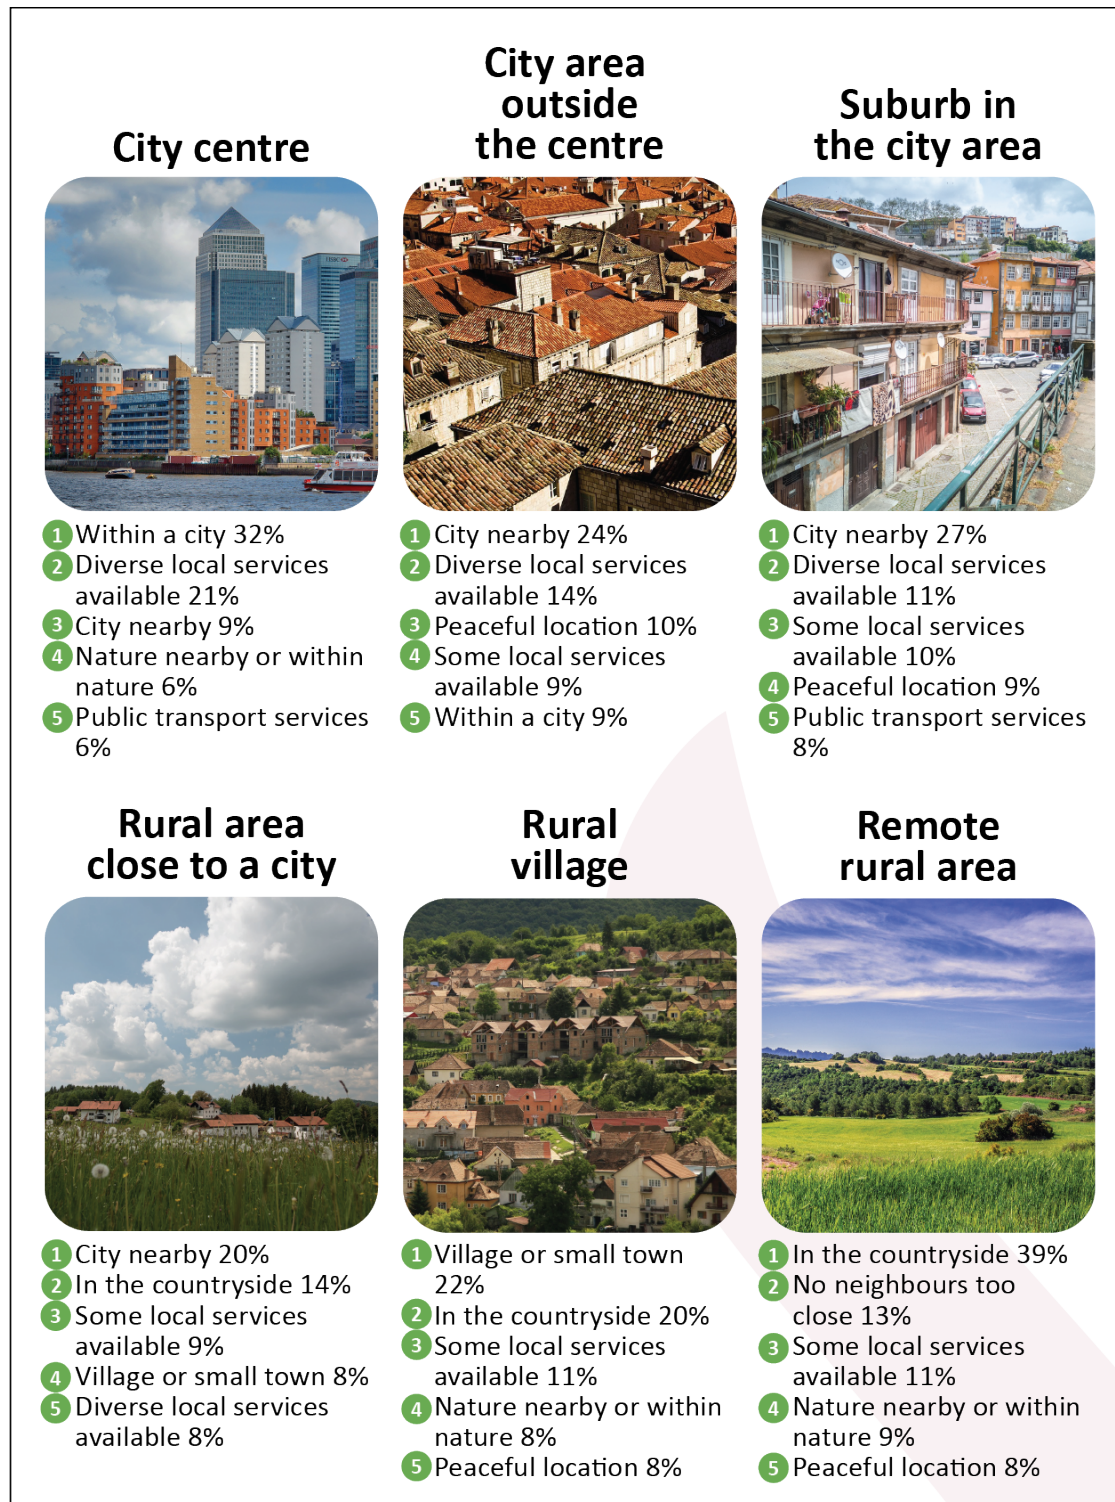 City centre
1 Within a city 32%
2 Diverse local services
available 21%
3 City nearby 9%
4 Nature nearby or within
nature 6%
5 Public transport services
6%
City area
outside
the centre
1 City nearby 24%
2 Diverse local services
available 14%
3 Peaceful location 10%
4 Some local services
available 9%
5 Within a city 9%
Suburb in
the city area
1 City nearby 27%
2 Diverse local services
available 11%
3 Some local services
available 10%
4 Peaceful location 9%
5 Public transport services
8%
Rural area
close to a city
1 City nearby 20%
2 In the countryside 14%
3 Some local services
available 9%
4 Village or small town 8%
5 Diverse local services
available 8%
Rural
village
1 Village or small town
22%
2 In the countryside 20%
3 Some local services
available 11%
4 Nature nearby or within
nature 8%
5 Peaceful location 8%
Remote
rural area
1 In the countryside 39%
2 No neighbours too
close 13%
3 Some local services
available 11%
4 Nature nearby or within
nature 9%
5 Peaceful location 8%